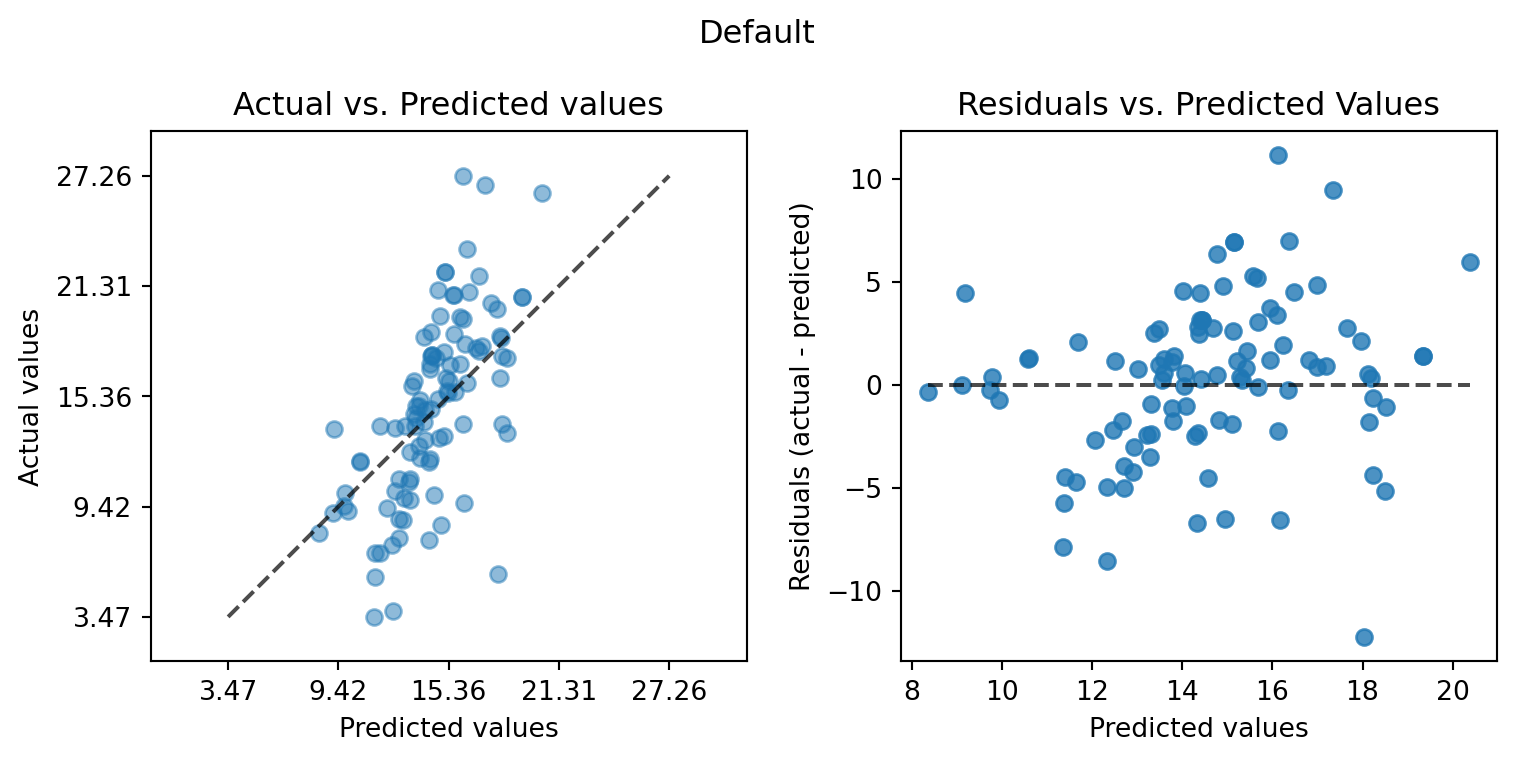 Default
Actual vs. Predicted values
Actual values
27.26
21.31
15.36
9.42
3.47
3.47 9.42 15.36 21.31 27.26
Predicted values
Residuals vs. Predicted Values
Residuals (actual - predicted)
10
5
0
−5
−10
8 10 12 14 16 18 20
Predicted values